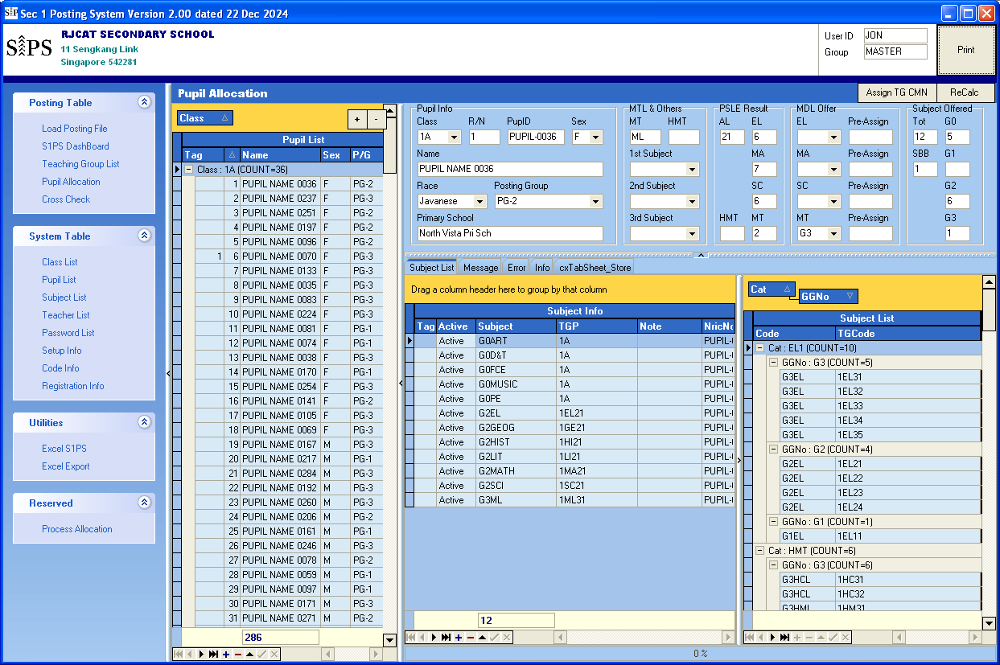 S1PS Sec 1 Posting System Version 2.00 dated 22 Dec 2024
S1PS
RJCAT SECONDARY SCHOOL
11 Sengkang Link
Singapore 542281
User ID JON
Group MASTER
Print
Posting Table
Load Posting File
S1PS DashBoard
Teaching Group List
Pupil Allocation
Cross Check
System Table
Class List
Pupil List
Subject List
Teacher List
Password List
Setup Info
Code Info
Registration Info
Utilities
Excel S1PS
Excel Export
Reserved
Process Allocation
Pupil Allocation
Assign TG CMN ReCalc
Class + -
Pupil List
Tag Name Sex P/G
Class : 1A (COUNT=36)
1 PUPIL NAME 0036 F PG-2
2 PUPIL NAME 0237 F PG-3
3 PUPIL NAME 0251 F PG-2
4 PUPIL NAME 0197 F PG-2
5 PUPIL NAME 0096 F PG-2
1 6 PUPIL NAME 0070 F PG-3
7 PUPIL NAME 0133 F PG-3
8 PUPIL NAME 0035 F PG-3
9 PUPIL NAME 0083 F PG-3
10 PUPIL NAME 0224 F PG-3
11 PUPIL NAME 0081 F PG-1
12 PUPIL NAME 0074 F PG-1
13 PUPIL NAME 0038 F PG-3
14 PUPIL NAME 0170 F PG-1
15 PUPIL NAME 0254 F PG-3
16 PUPIL NAME 0141 F PG-2
17 PUPIL NAME 0105 F PG-3
18 PUPIL NAME 0069 F PG-3
19 PUPIL NAME 0167 M PG-3
20 PUPIL NAME 0217 M PG-1
21 PUPIL NAME 0284 M PG-3
22 PUPIL NAME 0192 M PG-3
23 PUPIL NAME 0260 M PG-3
24 PUPIL NAME 0206 M PG-2
25 PUPIL NAME 0161 M PG-1
26 PUPIL NAME 0246 M PG-3
27 PUPIL NAME 0078 M PG-2
28 PUPIL NAME 0059 M PG-1
29 PUPIL NAME 0097 M PG-1
30 PUPIL NAME 0171 M PG-3
31 PUPIL NAME 0271 M PG-2
286
Pupil Info
Class R/N PupID Sex
1A 1 PUPIL-0036 F
Name
PUPIL NAME 0036
Race Posting Group
Javanese PG-2
Primary School
North Vista Pri Sch
MTL & Others
MT HMT
ML
1st Subject
2nd Subject
3rd Subject
PSLE Result
AL EL
21 6
MA
7
SC
6
HMT MT
2
MDL Offer
EL Pre-Assign
MA Pre-Assign
SC Pre-Assign
MT Pre-Assign
G3
Subject Offered
Tot G0
12 5
SBB G1
1
G2
6
G3
1
Subject List Message Error Info cxTabSheet_Store
Drag a column header here to group by that column
Subject Info
Tag Active Subject TGP Note NricNo
Active G0ART 1A PUPIL-
Active G0D&T 1A PUPIL-
Active G0FCE 1A PUPIL-
Active G0MUSIC 1A PUPIL-
Active G0PE 1A PUPIL-
Active G2EL 1EL21 PUPIL-
Active G2GEOG 1GE21 PUPIL-
Active G2HIST 1HI21 PUPIL-
Active G2LIT 1LI21 PUPIL-
Active G2MATH 1MA21 PUPIL-
Active G2SCI 1SC21 PUPIL-
Active G3ML 1ML31 PUPIL-
12
Cat
GGNo
Subject List
Code TGCode
Cat : EL1 (COUNT=10)
GGNo : G3 (COUNT=5)
G3EL 1EL31
G3EL 1EL32
G3EL 1EL33
G3EL 1EL34
G3EL 1EL35
GGNo : G2 (COUNT=4)
G2EL 1EL21
G2EL 1EL22
G2EL 1EL23
G2EL 1EL24
GGNo : G1 (COUNT=1)
G1EL 1EL11
Cat : HMT (COUNT=6)
GGNo : G3 (COUNT=6)
G3HCL 1HC31
G3HCL 1HC32
G3HML 1HM31
0 %